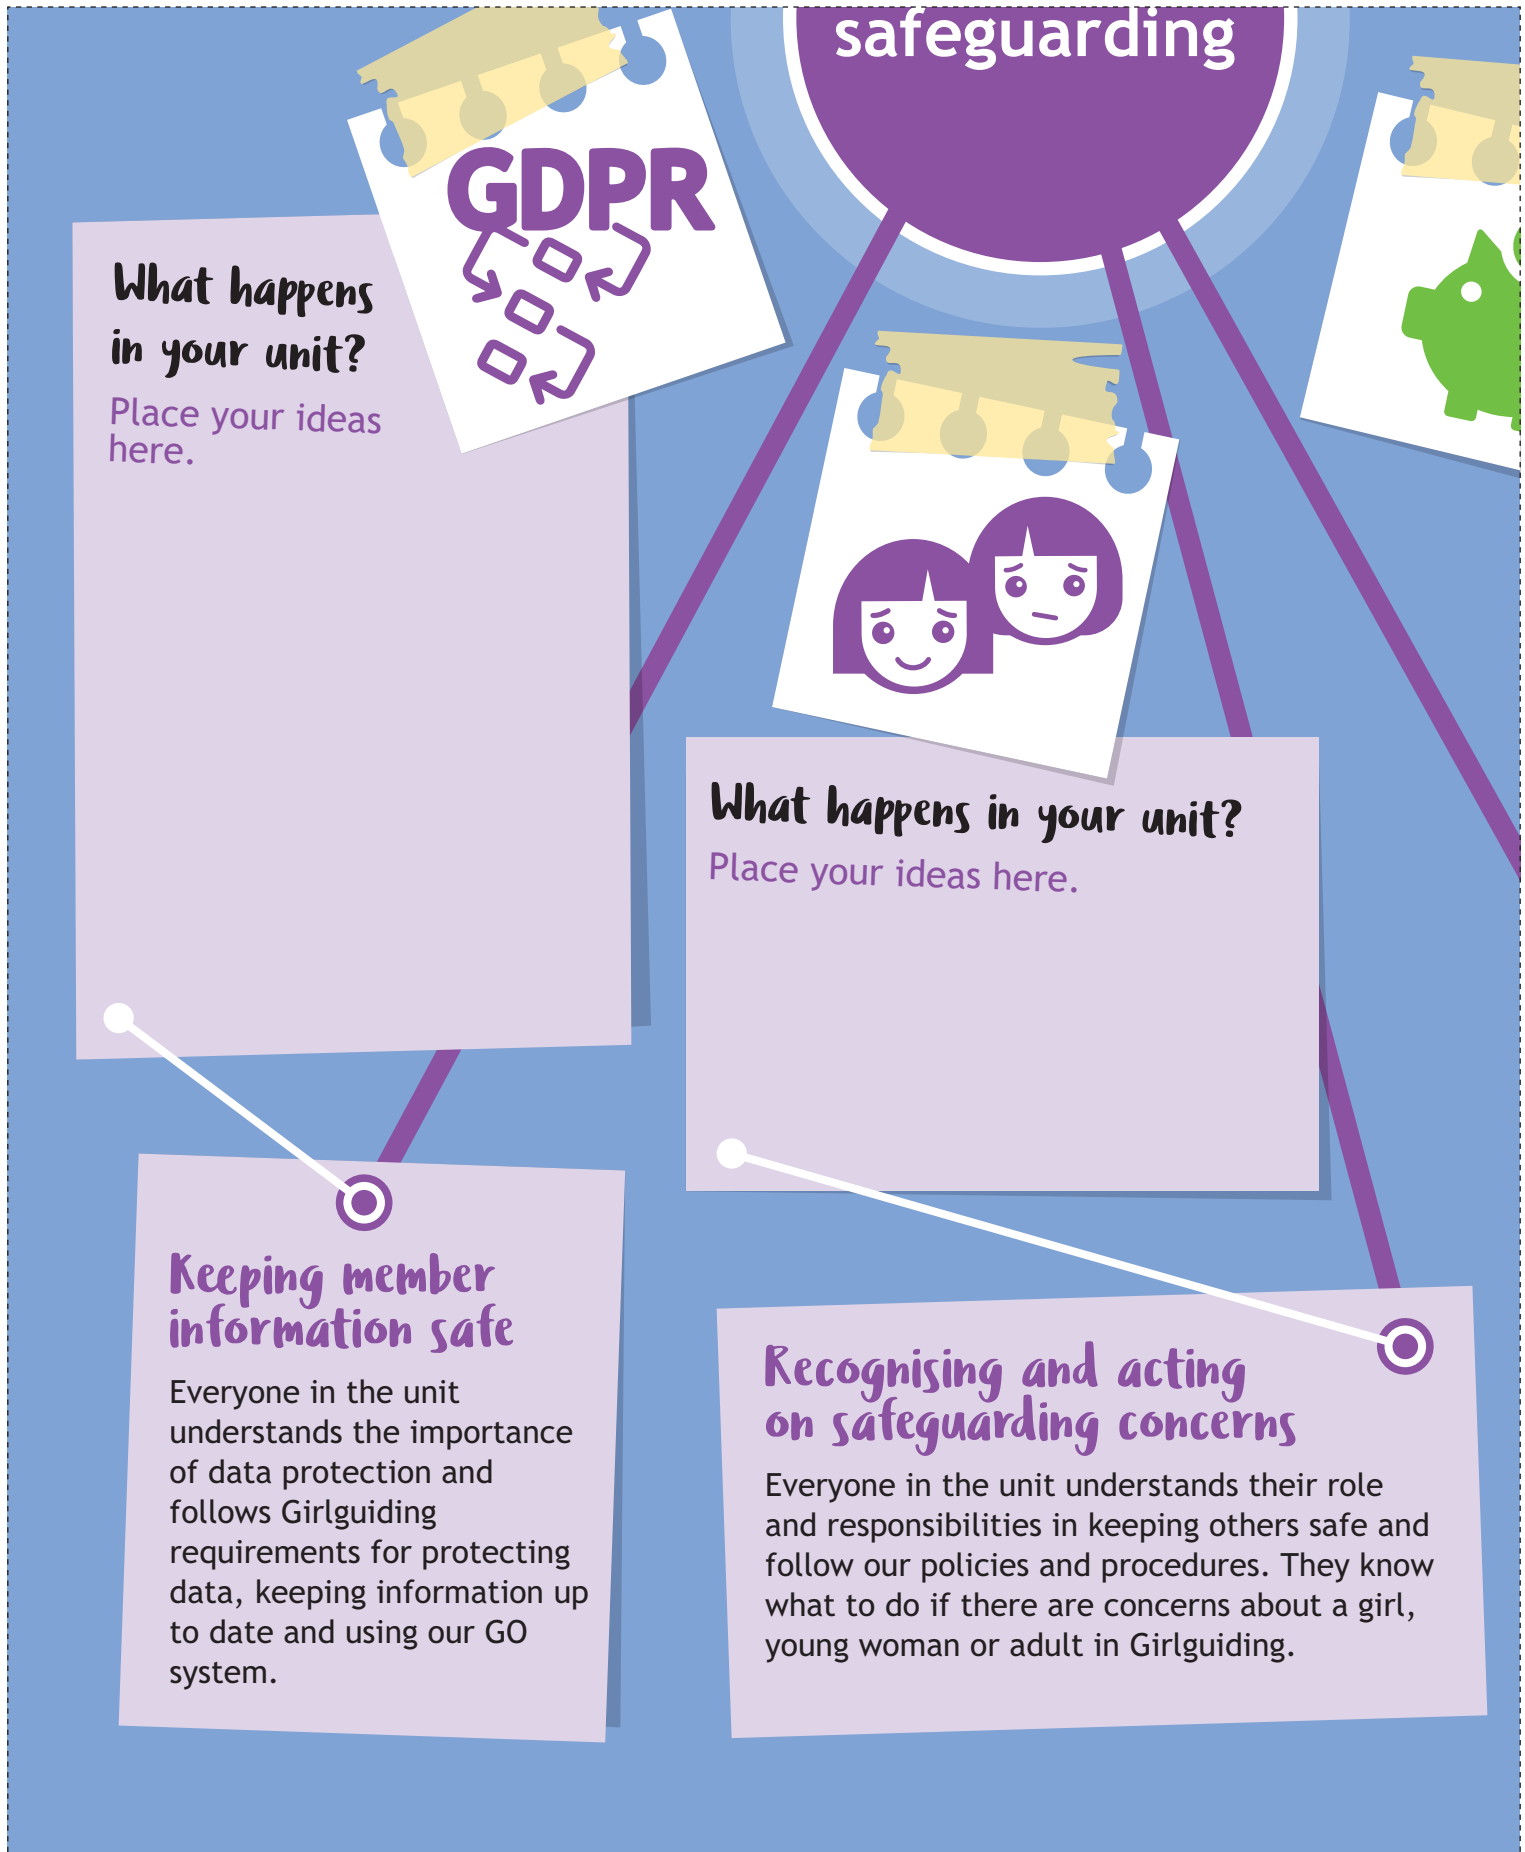 safeguarding
GDPR
What happens
in your unit?
Place your ideas
here.
What happens in your unit?
Place your ideas here.
Keeping member
information safe
Everyone in the unit
understands the importance
of data protection and
follows Girlguiding
requirements for protecting
data, keeping information up
to date and using our GO
system.
Recognising and acting
on safeguarding concerns
Everyone in the unit understands their role
and responsibilities in keeping others safe and
follow our policies and procedures. They know
what to do if there are concerns about a girl,
young woman or adult in Girlguiding.